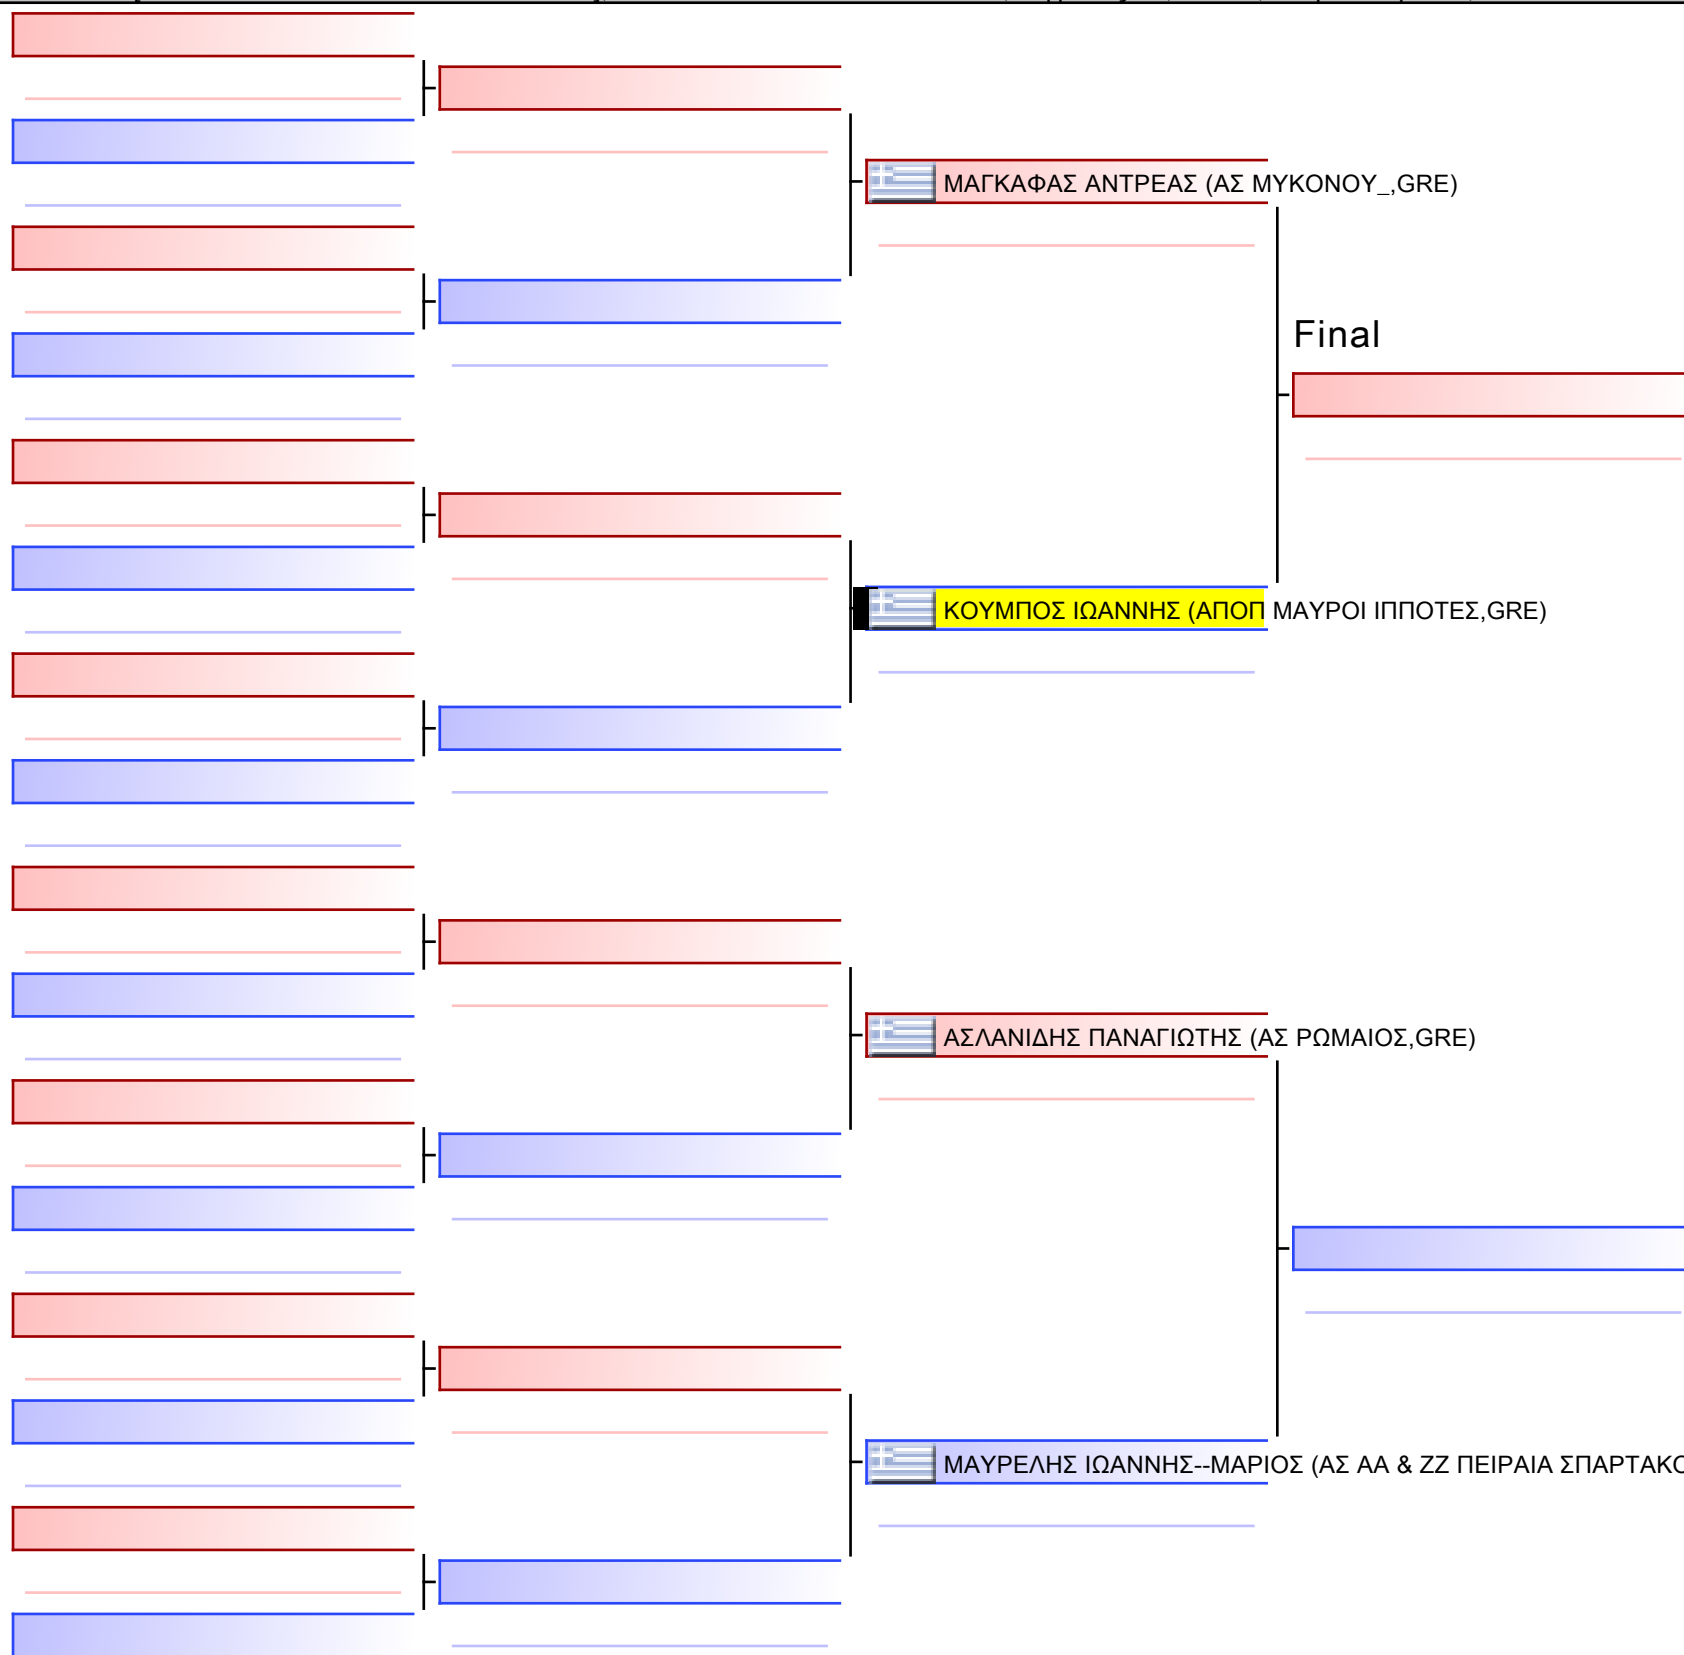 ΜΑΓΚΑΦΑΣ ΑΝΤΡΕΑΣ (ΑΣ ΜΥΚΟΝΟΥ_,GRE)
Final
ΚΟΥΜΠΟΣ ΙΩΑΝΝΗΣ (ΑΠΟΠ ΜΑΥΡΟΙ ΙΠΠΟΤΕΣ,GRE)
ΑΣΛΑΝΙΔΗΣ ΠΑΝΑΓΙΩΤΗΣ (ΑΣ ΡΩΜΑΙΟΣ,GRE)
ΜΑΥΡΕΛΗΣ ΙΩΑΝΝΗΣ--ΜΑΡΙΟΣ (ΑΣ ΑΑ & ΖΖ ΠΕΙΡΑΙΑ